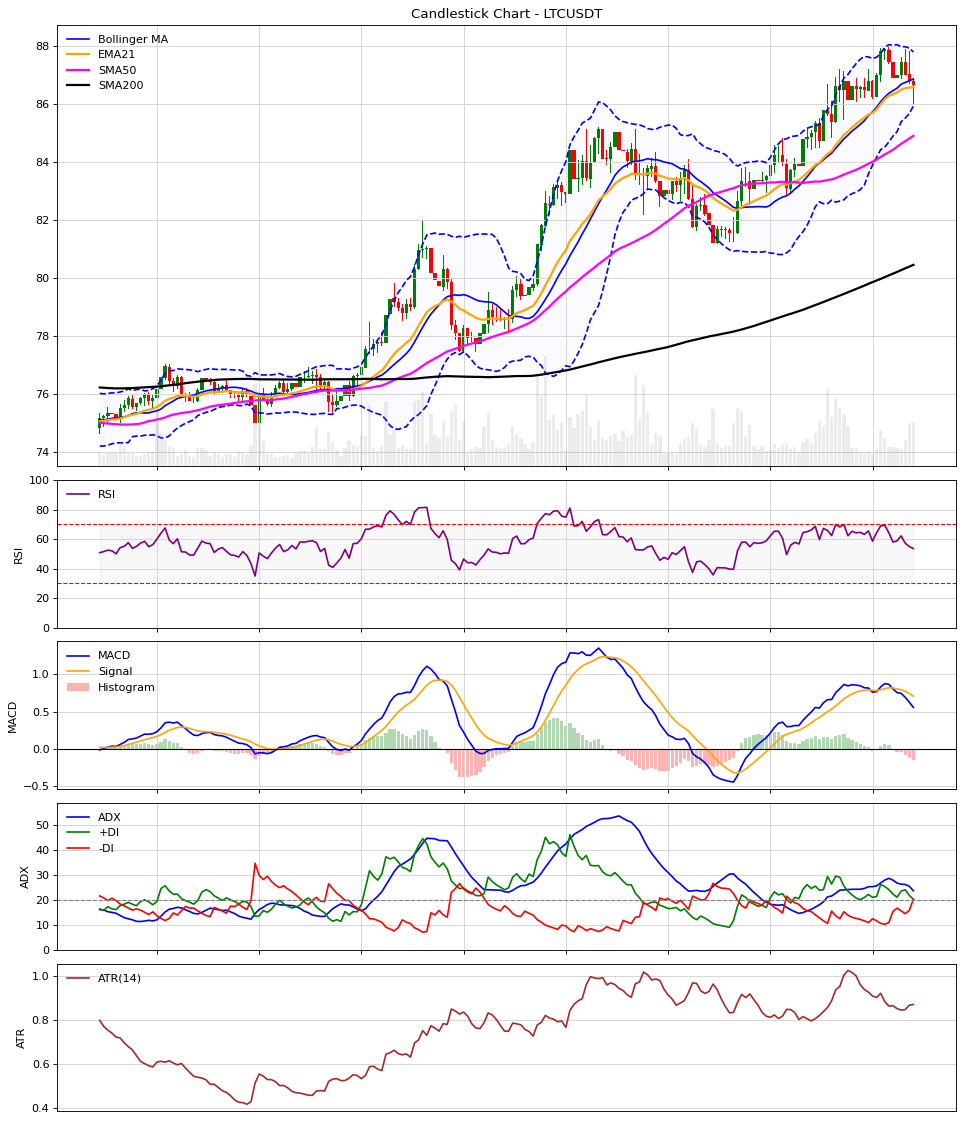 Candlestick Chart - LTCUSDT
Bollinger MA
EMA21
SMA50
SMA200
88
86
84
82
80
78
76
74
RSI
RSI
100
80
60
40
20
0
MACD
Signal
Histogram
MACD
1.0
0.5
0.0
−0.5
ADX
+DI
-DI
ADX
50
40
30
20
10
0
ATR(14)
ATR
1.0
0.8
0.6
0.4